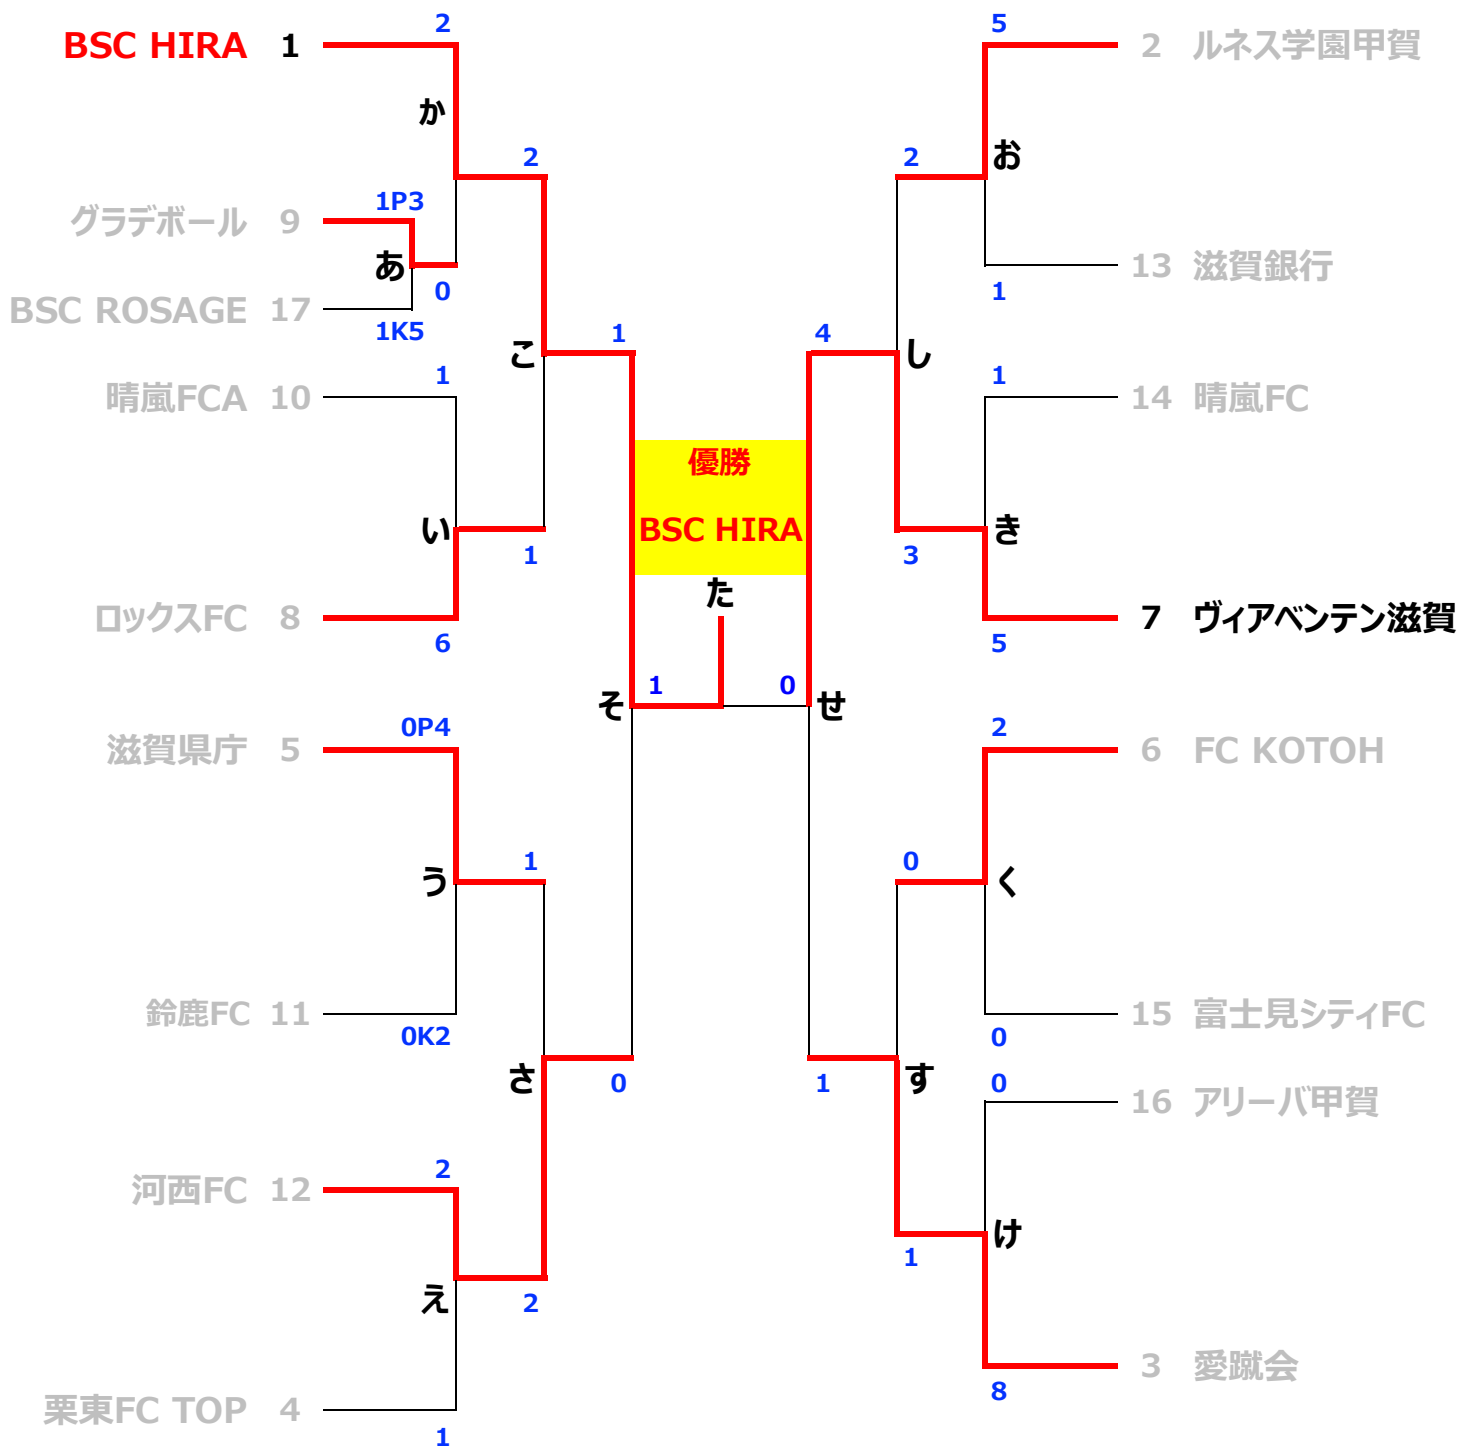 2
BSC HIRA 1
か
2
1P3
グラデボール 9
あ
0
BSC ROSAGE 17
1K5
こ
1
1
晴嵐FCA 10
い
1
ロックスFC 8
6
そ
0P4
滋賀県庁 5
う
1
鈴鹿FC 11
0K2
さ
0
2
河西FC 12
え
2
栗東FC TOP 4
1
優勝
BSC HIRA
た
1 0
5
2 ルネス学園甲賀
2
お
13 滋賀銀行
1
4
し
1
14 晴嵐FC
き
3
7 ヴィアベンテン滋賀
5
せ
2
6 FC KOTOH
0
く
15 富士見シティFC
0
1
す
0
16 アリーバ甲賀
け
1
3 愛蹴会
8